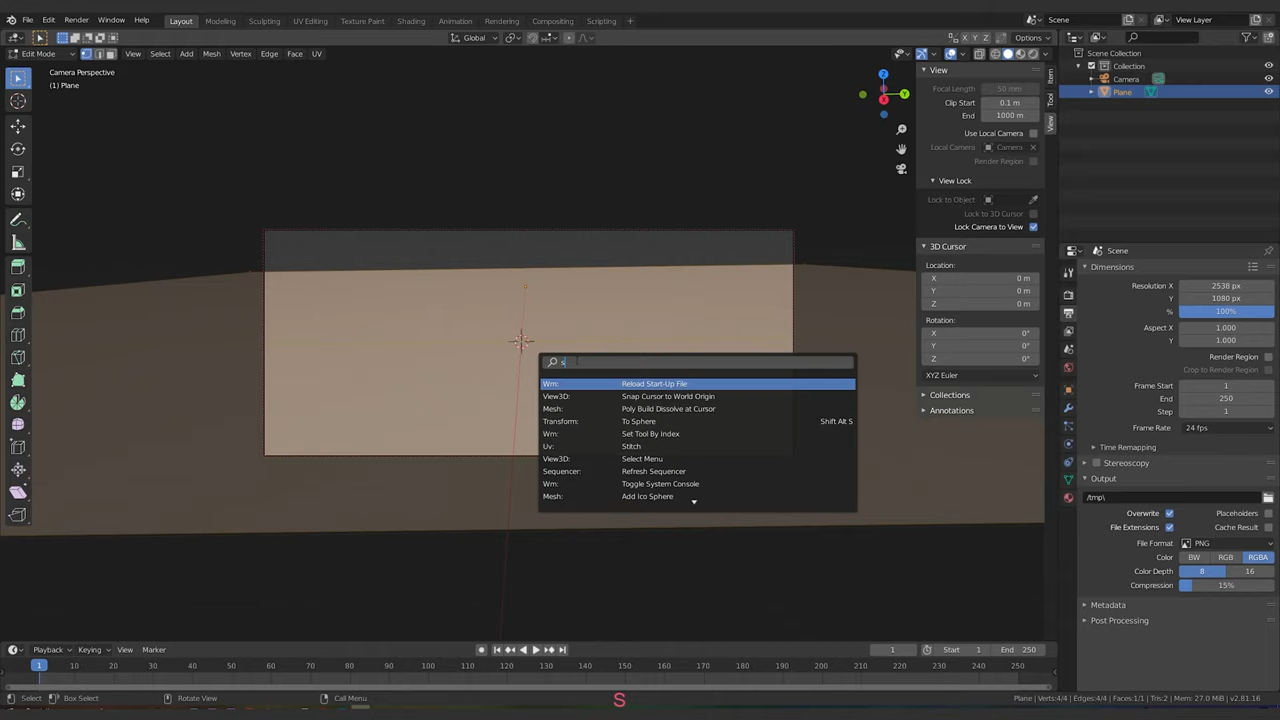 File Edit Render Window Help Layout Modeling Sculpting UV Editing Texture Paint Shading Animation Rendering Compositing Scripting + Scene View Layer
Global X Y Z Options
Edit Mode View Select Add Mesh Vertex Edge Face UV
Camera Perspective
(1) Plane
Z
Y
X
View
Focal Length 50 mm
Clip Start 0.1 m
End 1000 m
Use Local Camera
Local Camera Camera
Render Region
View Lock
Lock to Object
Lock to 3D Cursor
Lock Camera to View
3D Cursor
Location:
X 0 m
Y 0 m
Z 0 m
Rotation:
X 0°
Y 0°
Z 0°
XYZ Euler
Collections
Annotations
Item
Tool
View
Scene Collection
Collection
Camera
Plane
Scene
Dimensions
Resolution X 2538 px
Y 1080 px
% 100%
Aspect X 1.000
Y 1.000
Render Region
Crop to Render Region
Frame Start 1
End 250
Step 1
Frame Rate 24 fps
Time Remapping
Stereoscopy
Output
/tmp\
Overwrite Placeholders
File Extensions Cache Result
File Format PNG
Color BW RGB RGBA
Color Depth 8 16
Compression 15%
Metadata
Post Processing
s
Wm: Reload Start-Up File
View3D: Snap Cursor to World Origin
Mesh: Poly Build Dissolve at Cursor
Transform: To Sphere Shift Alt S
Wm: Set Tool By Index
Uv: Stitch
View3D: Select Menu
Sequencer: Refresh Sequencer
Wm: Toggle System Console
Mesh: Add Ico Sphere
Playback Keying View Marker 1 Start 1 End 250
1 10 20 30 40 50 60 70 80 90 100 110 120 130 140 150 160 170 180 190 200 210 220 230 240 250
Select Box Select Rotate View Call Menu S Plane | Verts:4/4 | Edges:4/4 | Faces:1/1 | Tris:2 | Mem: 27.0 MiB | v2.81.16